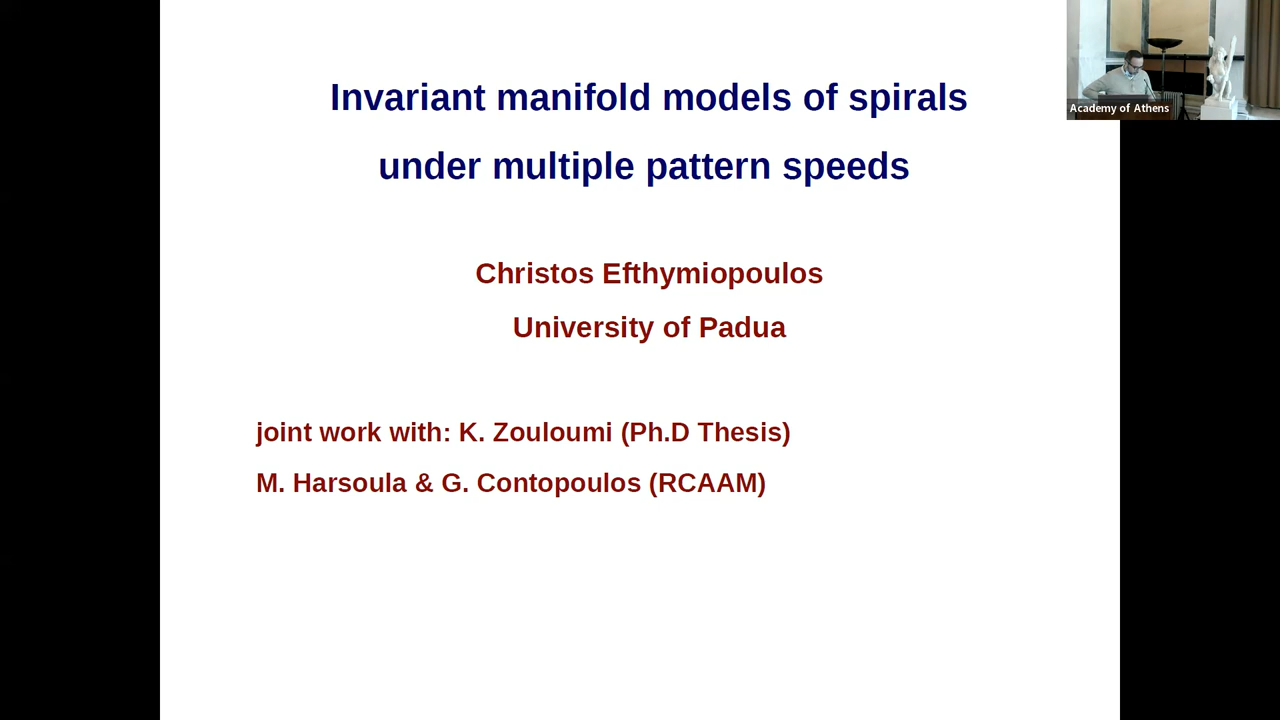 Invariant manifold models of spirals
under multiple pattern speeds
Christos Efthymiopoulos
University of Padua
joint work with: K. Zouloumi (Ph.D Thesis)
M. Harsoula & G. Contopoulos (RCAAM)
Academy of Athens